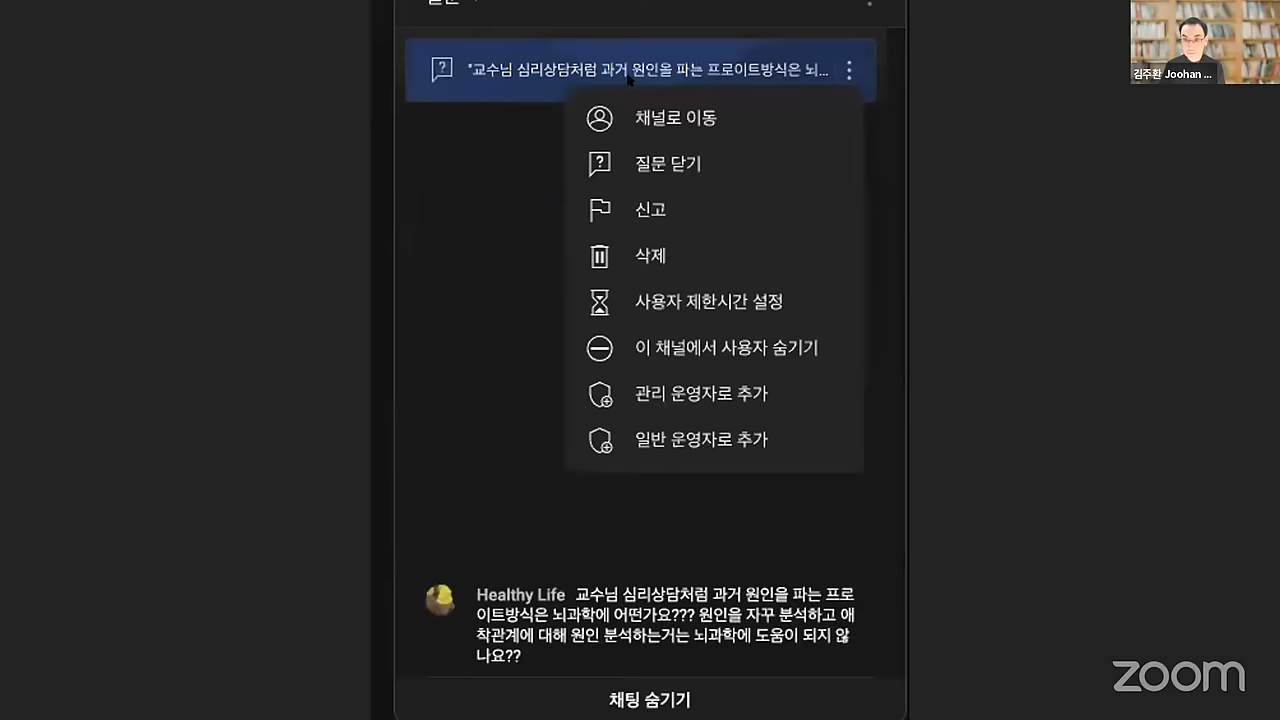 김주환 Joohan ...
"교수님 심리상담처럼 과거 원인을 파는 프로이트방식은 뇌...
채널로 이동
질문 닫기
신고
삭제
사용자 제한시간 설정
이 채널에서 사용자 숨기기
관리 운영자로 추가
일반 운영자로 추가
Healthy Life 교수님 심리상담처럼 과거 원인을 파는 프로
이트방식은 뇌과학에 어떤가요??? 원인을 자꾸 분석하고 애
착관계에 대해 원인 분석하는거는 뇌과학에 도움이 되지 않
나요??
zoom
채팅 숨기기